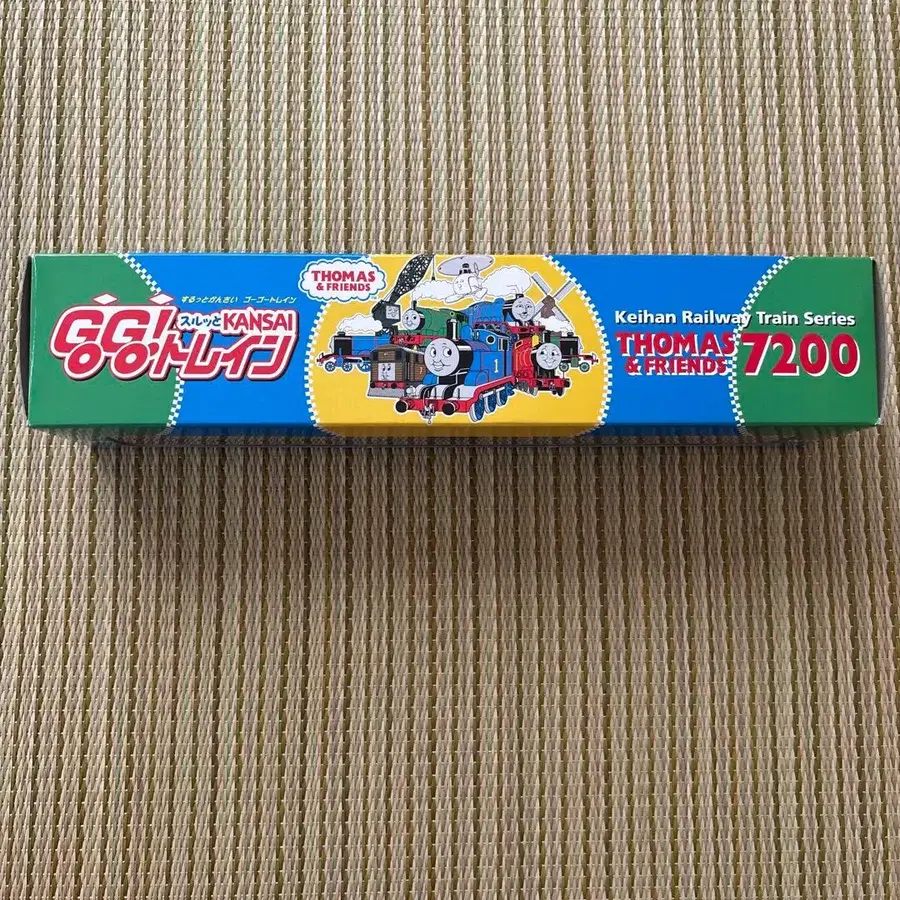 するっとかんさい ゴーゴートレイン
GOGO!
スルッとKANSAI
トレイン
THOMAS
& FRIENDS
1
Keihan Railway Train Series
THOMAS
& FRIENDS
7200